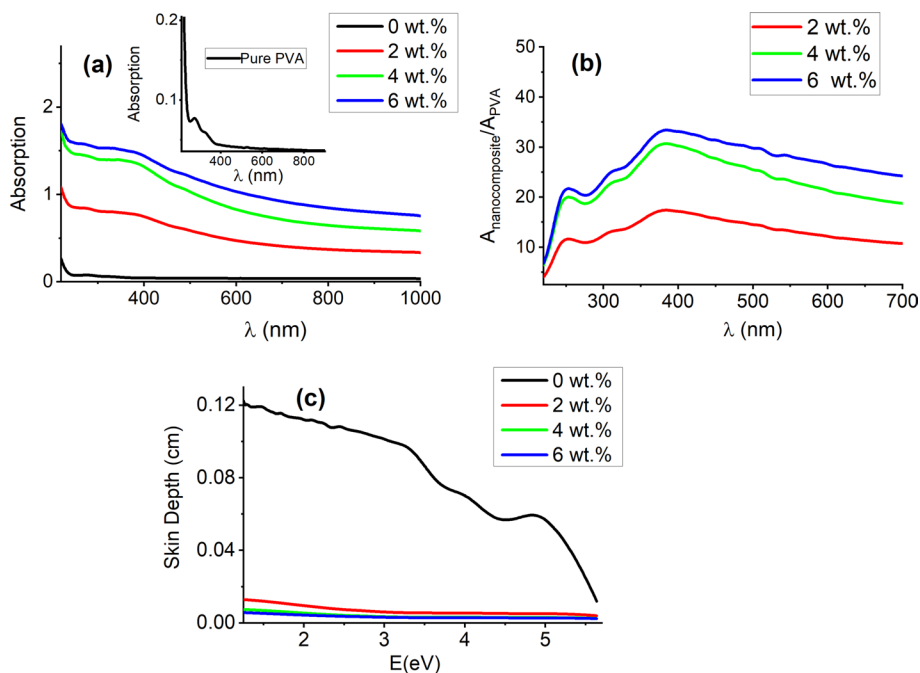 (a)
0 wt.%
2 wt.%
4 wt.%
6 wt.%
Absorption
2
1
0
400
600
800
1000
λ (nm)
Absorption
0.2
0.1
Pure PVA
400
600
800
λ (nm)
(b)
2 wt.%
4 wt.%
6 wt.%
Ananocomposite/APVA
50
40
30
20
10
300
400
500
600
700
λ (nm)
(c)
0 wt.%
2 wt.%
4 wt.%
6 wt.%
Skin Depth (cm)
0.12
0.08
0.04
0.00
2
3
4
5
E(eV)